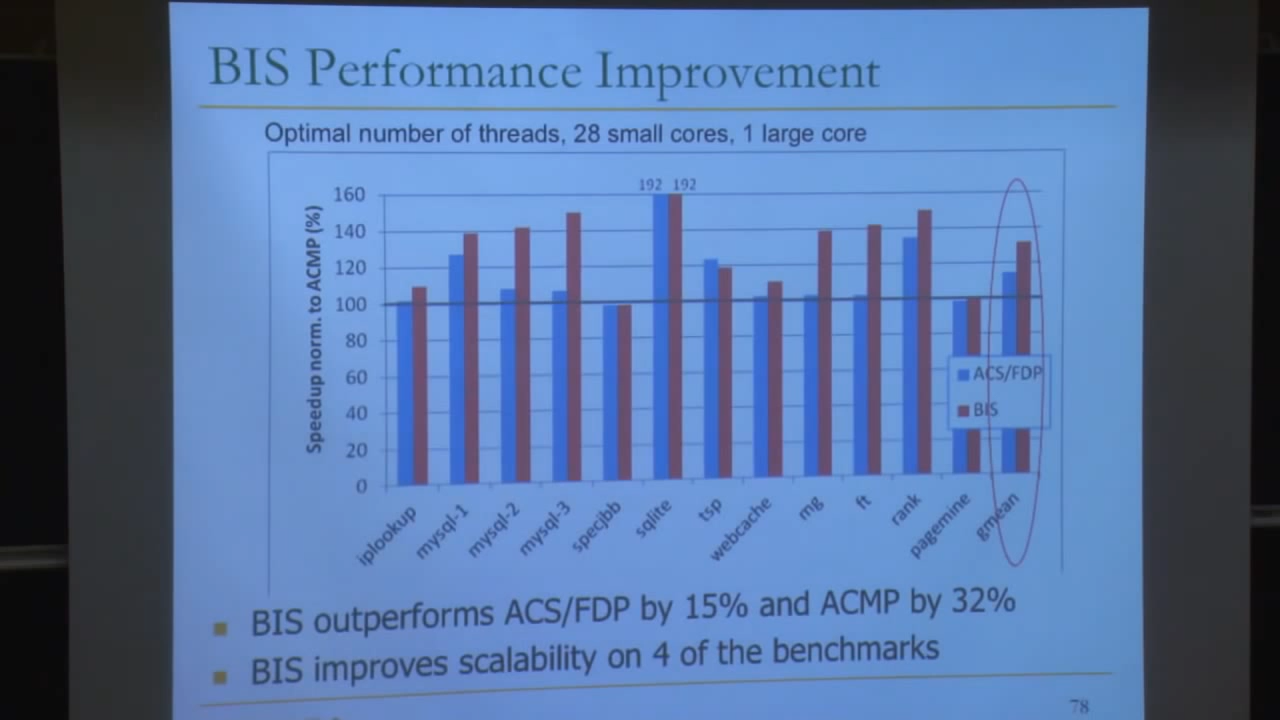 BIS Performance Improvement
Optimal number of threads, 28 small cores, 1 large core
Speedup norm. to ACMP (%)
160
140
120
100
80
60
40
20
0
192 192
iplookup
mysql-1
mysql-2
mysql-3
specjbb
sqlite
tsp
webcache
mg
ft
rank
pagemine
gmean
ACS/FDP
BIS
BIS outperforms ACS/FDP by 15% and ACMP by 32%
BIS improves scalability on 4 of the benchmarks
78